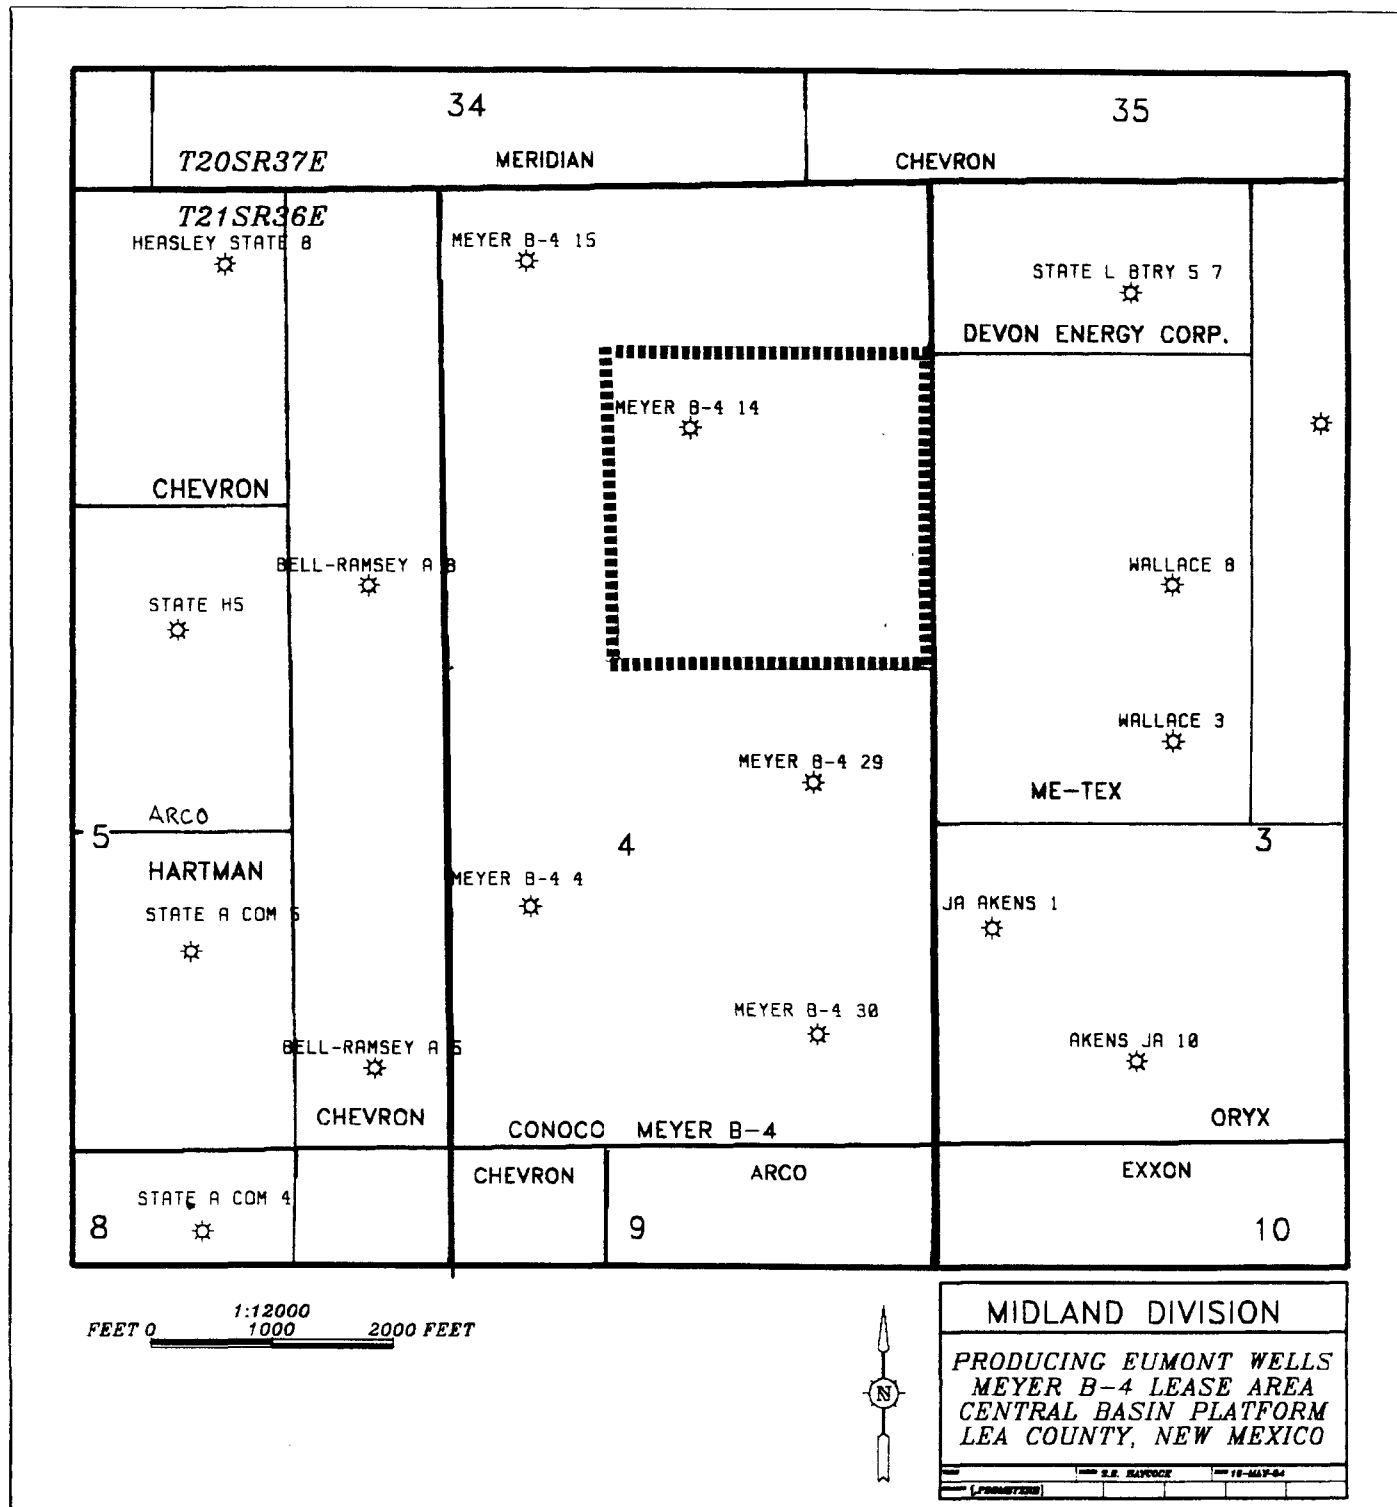 34
35
T20SR37E
MERIDIAN
CHEVRON
T21SR36E
HEASLEY STATE 8
MEYER B-4 15
STATE L BTRY 5 7
DEVON ENERGY CORP.
MEYER B-4 14
CHEVRON
BELL-RAMSEY A 8
WALLACE 8
STATE H5
WALLACE 3
MEYER B-4 29
ME-TEX
ARCO
5
4
3
HARTMAN
MEYER B-4 4
JA AKENS 1
STATE A COM 5
MEYER B-4 30
AKENS JA 10
BELL-RAMSEY A 5
CHEVRON
CONOCO MEYER B-4
ORYX
CHEVRON
ARCO
EXXON
STATE A COM 4
8
9
10
1:12000
FEET 0 1000 2000 FEET
N
MIDLAND DIVISION
PRODUCING EUMONT WELLS
MEYER B-4 LEASE AREA
CENTRAL BASIN PLATFORM
LEA COUNTY, NEW MEXICO
HAYCOCK